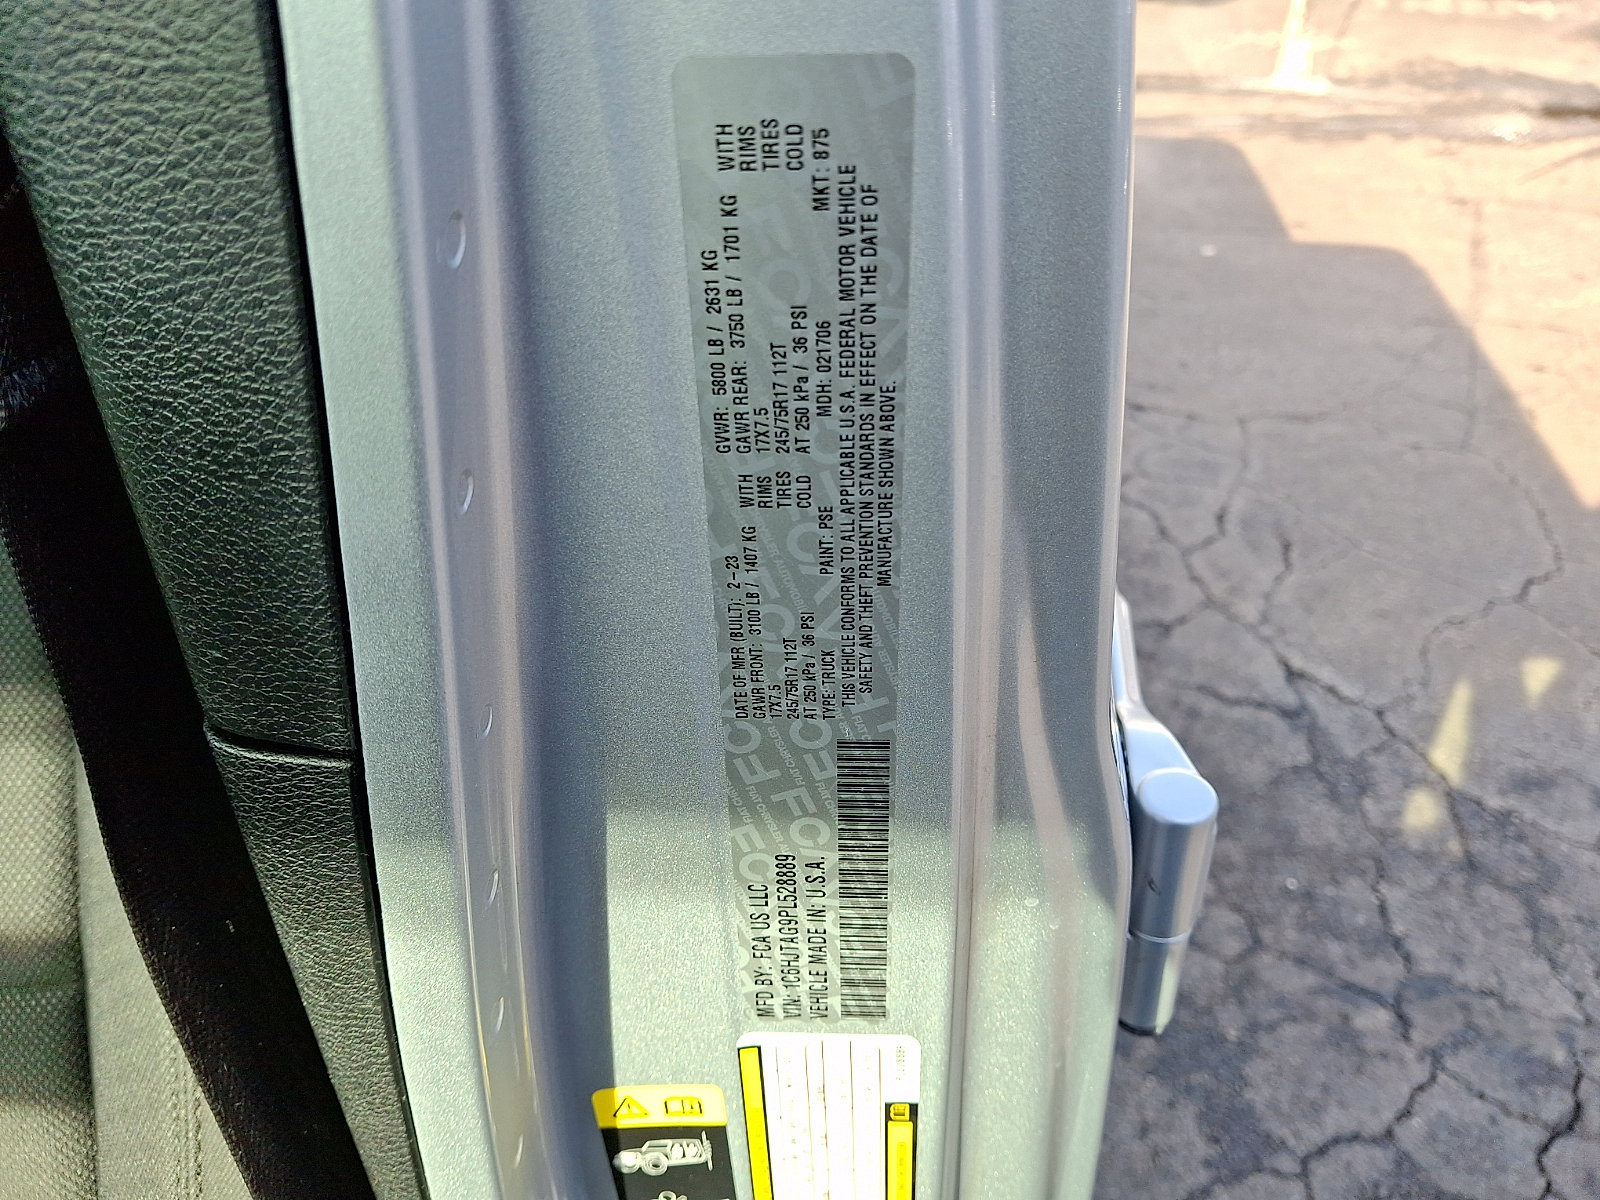 MFD BY: FCA US LLC
DATE OF MFR (BUILT): 2-23
GVWR: 5800 LB / 2631 KG
GAWR FRONT: 3100 LB / 1407 KG WITH
GAWR REAR: 3750 LB / 1701 KG WITH
17X7.5 RIMS
17X7.5 RIMS
245/75R17 112T TIRES
245/75R17 112T TIRES
AT 250 kPa / 36 PSI COLD
AT 250 kPa / 36 PSI COLD
VIN: 1C6HJTAG9PL528889
TYPE: TRUCK PAINT: PSE MDH: 021706 MKT: 875
VEHICLE MADE IN: U.S.A.
THIS VEHICLE CONFORMS TO ALL APPLICABLE U.S.A. FEDERAL MOTOR VEHICLE
SAFETY AND THEFT PREVENTION STANDARDS IN EFFECT ON THE DATE OF
MANUFACTURE SHOWN ABOVE.